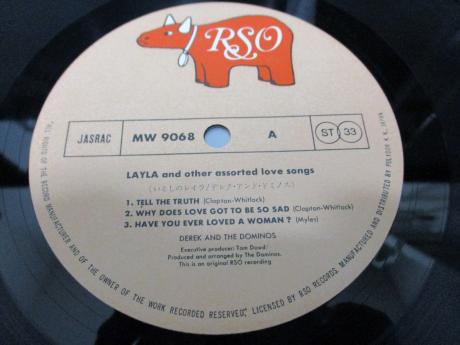 RSO
JASRAC MW 9068 A ST 33
LAYLA and other assorted love songs
(いとしのレイラ/デレク・アンド・ドミノス)
1. TELL THE TRUTH (Clapton-Whitlock)
2. WHY DOES LOVE GOT TO BE SO SAD (Clapton-Whitlock)
3. HAVE YOU EVER LOVED A WOMAN? (Myles)
DEREK AND THE DOMINOS
Executive producer: Tom Dowd/
Produced and arranged by The Dominos.
This is an original RSO recording
ALL RIGHTS OF THE RECORD MANUFACTURER AND OF THE OWNER OF THE WORK RECORDED RESERVED, LICENSED BY RSO RECORDS MANUFACTURED AND DISTRIBUTED BY POLYDOR K.K. JAPAN